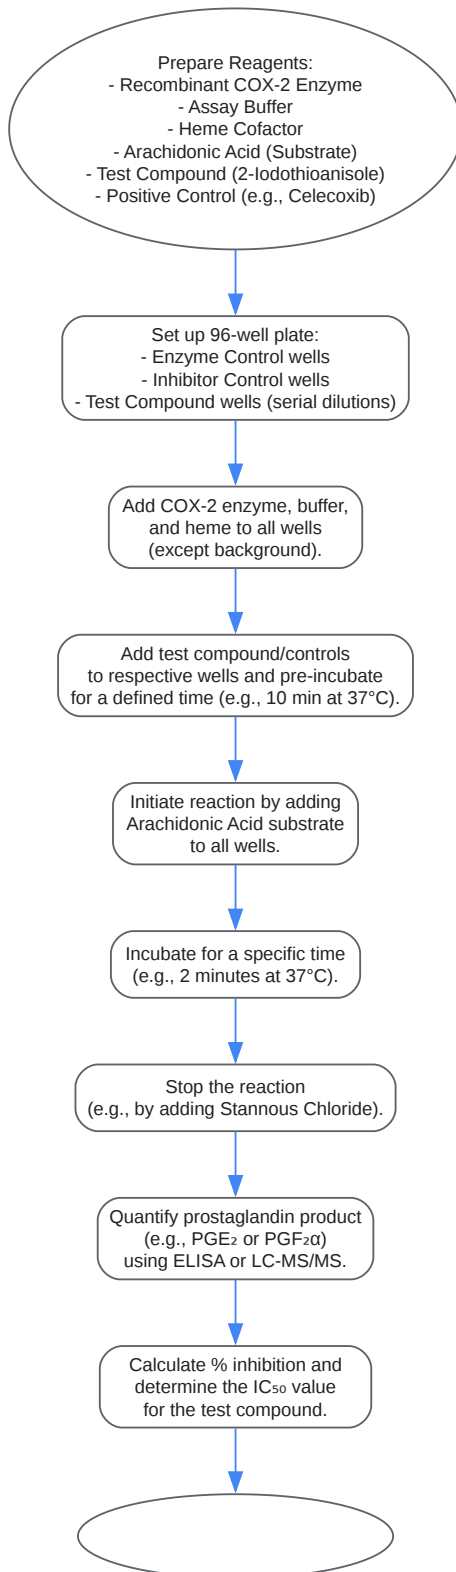 Prepare Reagents:
- Recombinant COX-2 Enzyme
- Assay Buffer
- Heme Cofactor
- Arachidonic Acid (Substrate)
- Test Compound (2-Iodothioanisole)
- Positive Control (e.g., Celecoxib)
Set up 96-well plate:
- Enzyme Control wells
- Inhibitor Control wells
- Test Compound wells (serial dilutions)
Add COX-2 enzyme, buffer,
and heme to all wells
(except background).
Add test compound/controls
to respective wells and pre-incubate
for a defined time (e.g., 10 min at 37°C).
Initiate reaction by adding
Arachidonic Acid substrate
to all wells.
Incubate for a specific time
(e.g., 2 minutes at 37°C).
Stop the reaction
(e.g., by adding Stannous Chloride).
Quantify prostaglandin product
(e.g., PGE₂ or PGF₂α)
using ELISA or LC-MS/MS.
Calculate % inhibition and
determine the IC₅₀ value
for the test compound.